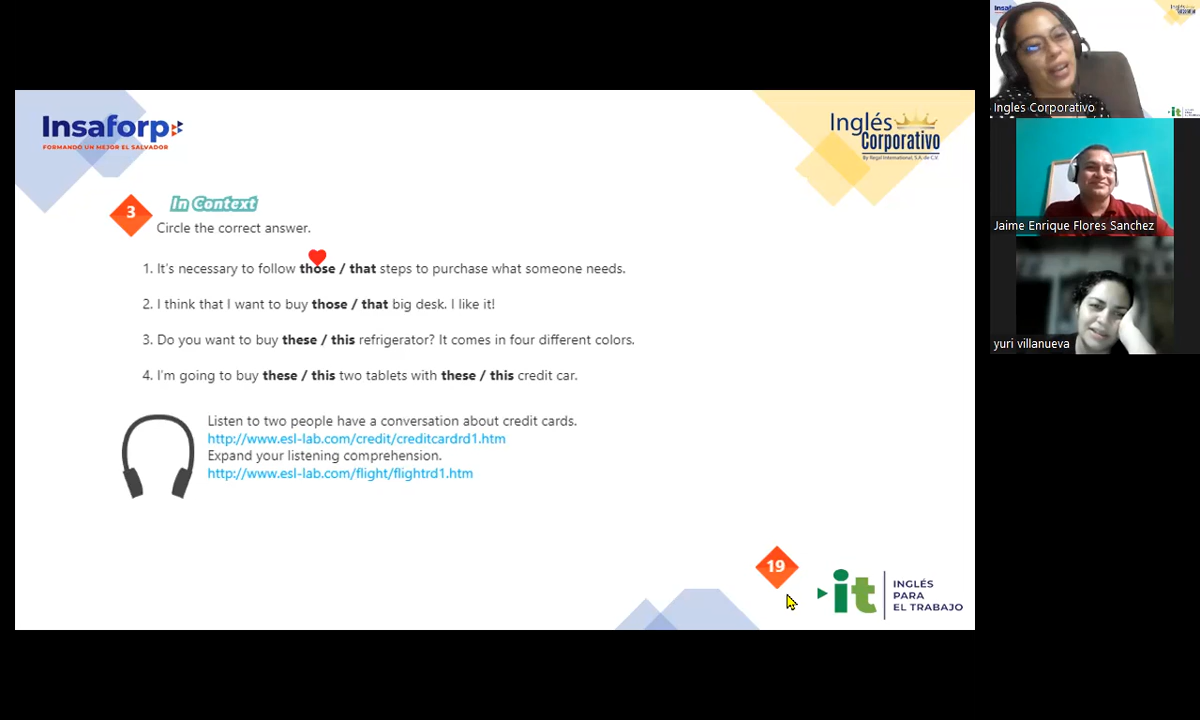 Insaforp
FORMANDO UN MEJOR EL SALVADOR
Inglés
Corporativo
By Regal International, S.A. de C.V.
3
In Context
Circle the correct answer.
1. It's necessary to follow those / that steps to purchase what someone needs.
2. I think that I want to buy those / that big desk. I like it!
3. Do you want to buy these / this refrigerator? It comes in four different colors.
4. I'm going to buy these / this two tablets with these / this credit car.
Listen to two people have a conversation about credit cards.
http://www.esl-lab.com/credit/creditcardrd1.htm
Expand your listening comprehension.
http://www.esl-lab.com/flight/flightrd1.htm
19
it
INGLÉS
PARA
EL TRABAJO
Ingles Corporativo
Jaime Enrique Flores Sanchez
yuri villanueva